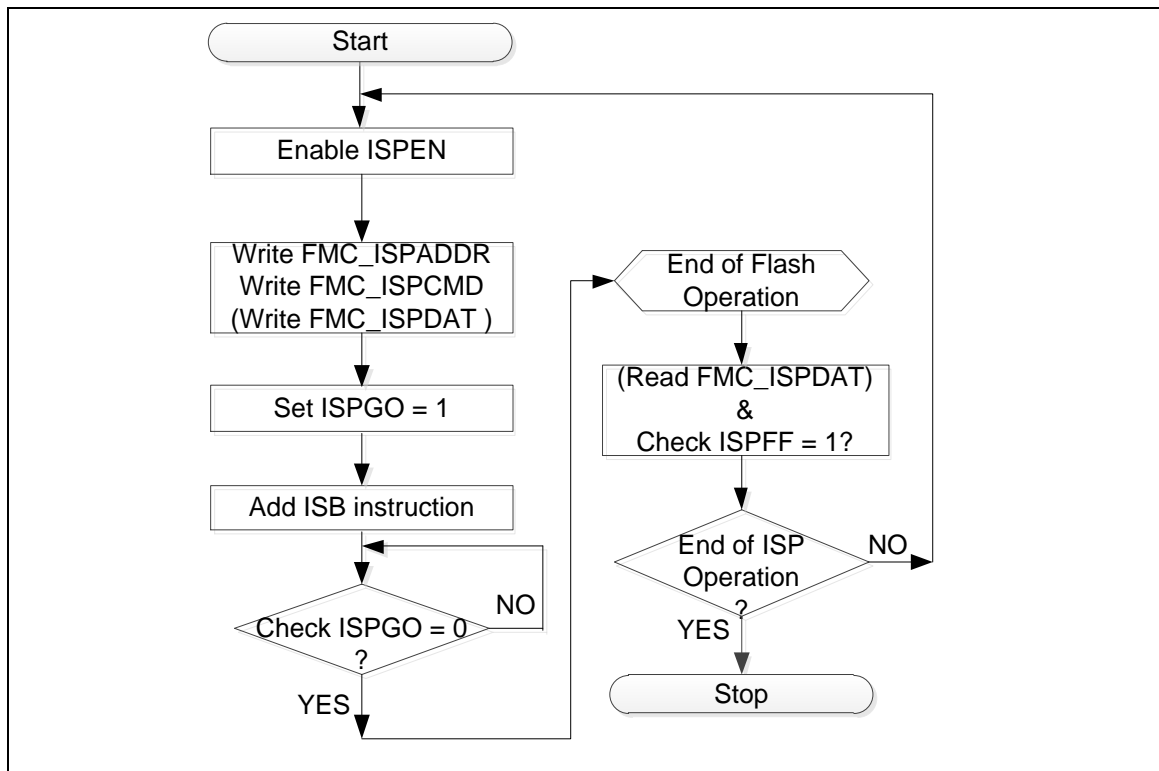 Start
Enable ISPEN
Write FMC_ISPADDR
Write FMC_ISPCMD
(Write FMC_ISPDAT )
Set ISPGO = 1
Add ISB instruction
Check ISPGO = 0
?
NO
YES
End of Flash
Operation
(Read FMC_ISPDAT)
&
Check ISPFF = 1?
End of ISP
Operation
?
NO
YES
Stop